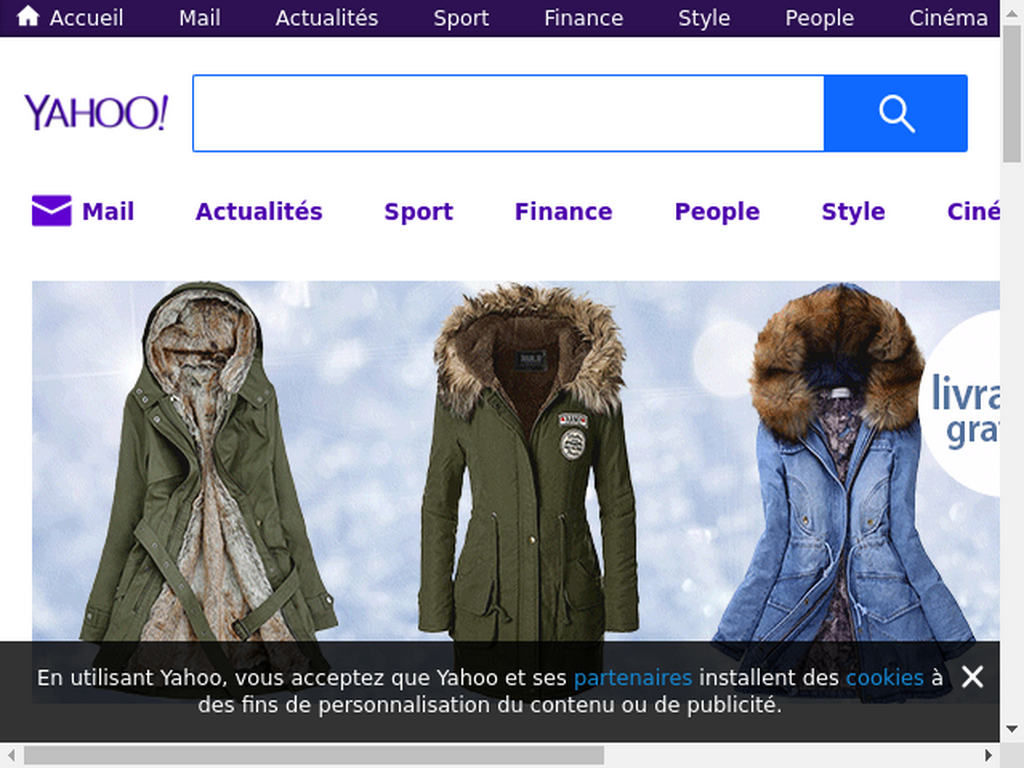 Accueil Mail Actualités Sport Finance Style People Cinéma
YAHOO!
Mail Actualités Sport Finance People Style Ciné
livra
gra
En utilisant Yahoo, vous acceptez que Yahoo et ses partenaires installent des cookies à
des fins de personnalisation du contenu ou de publicité.